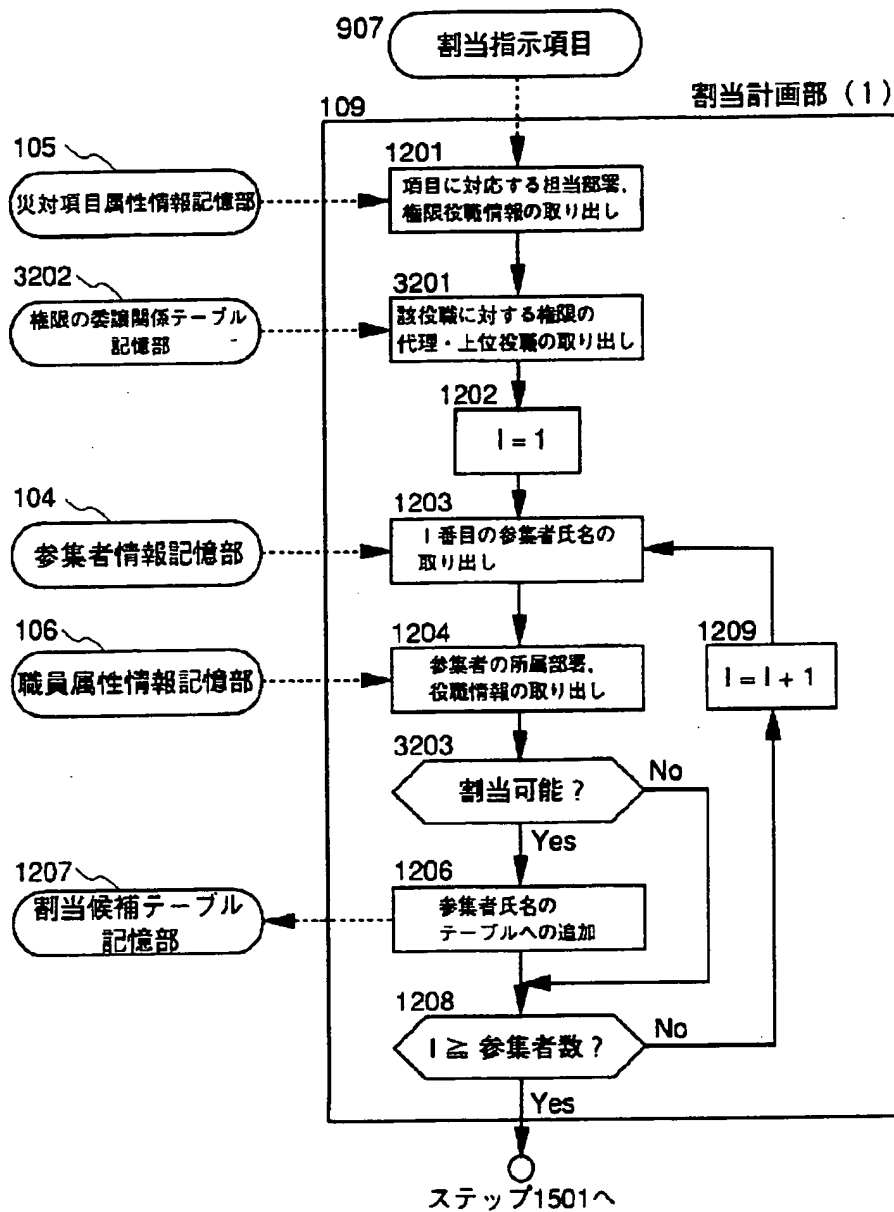 907
割当指示項目
割当計画部（1）
109
105
災対項目属性情報記憶部
1201
項目に対応する担当部署,
権限役職情報の取り出し
3202
権限の委譲関係テーブル
記憶部
3201
該役職に対する権限の
代理・上位役職の取り出し
1202
I = 1
104
参集者情報記憶部
1203
I 番目の参集者氏名の
取り出し
106
職員属性情報記憶部
1204
参集者の所属部署,
役職情報の取り出し
1209
I = I + 1
3203
割当可能？
No
Yes
1207
割当候補テーブル
記憶部
1206
参集者氏名の
テーブルへの追加
1208
I ≧ 参集者数？
No
Yes
ステップ1501へ